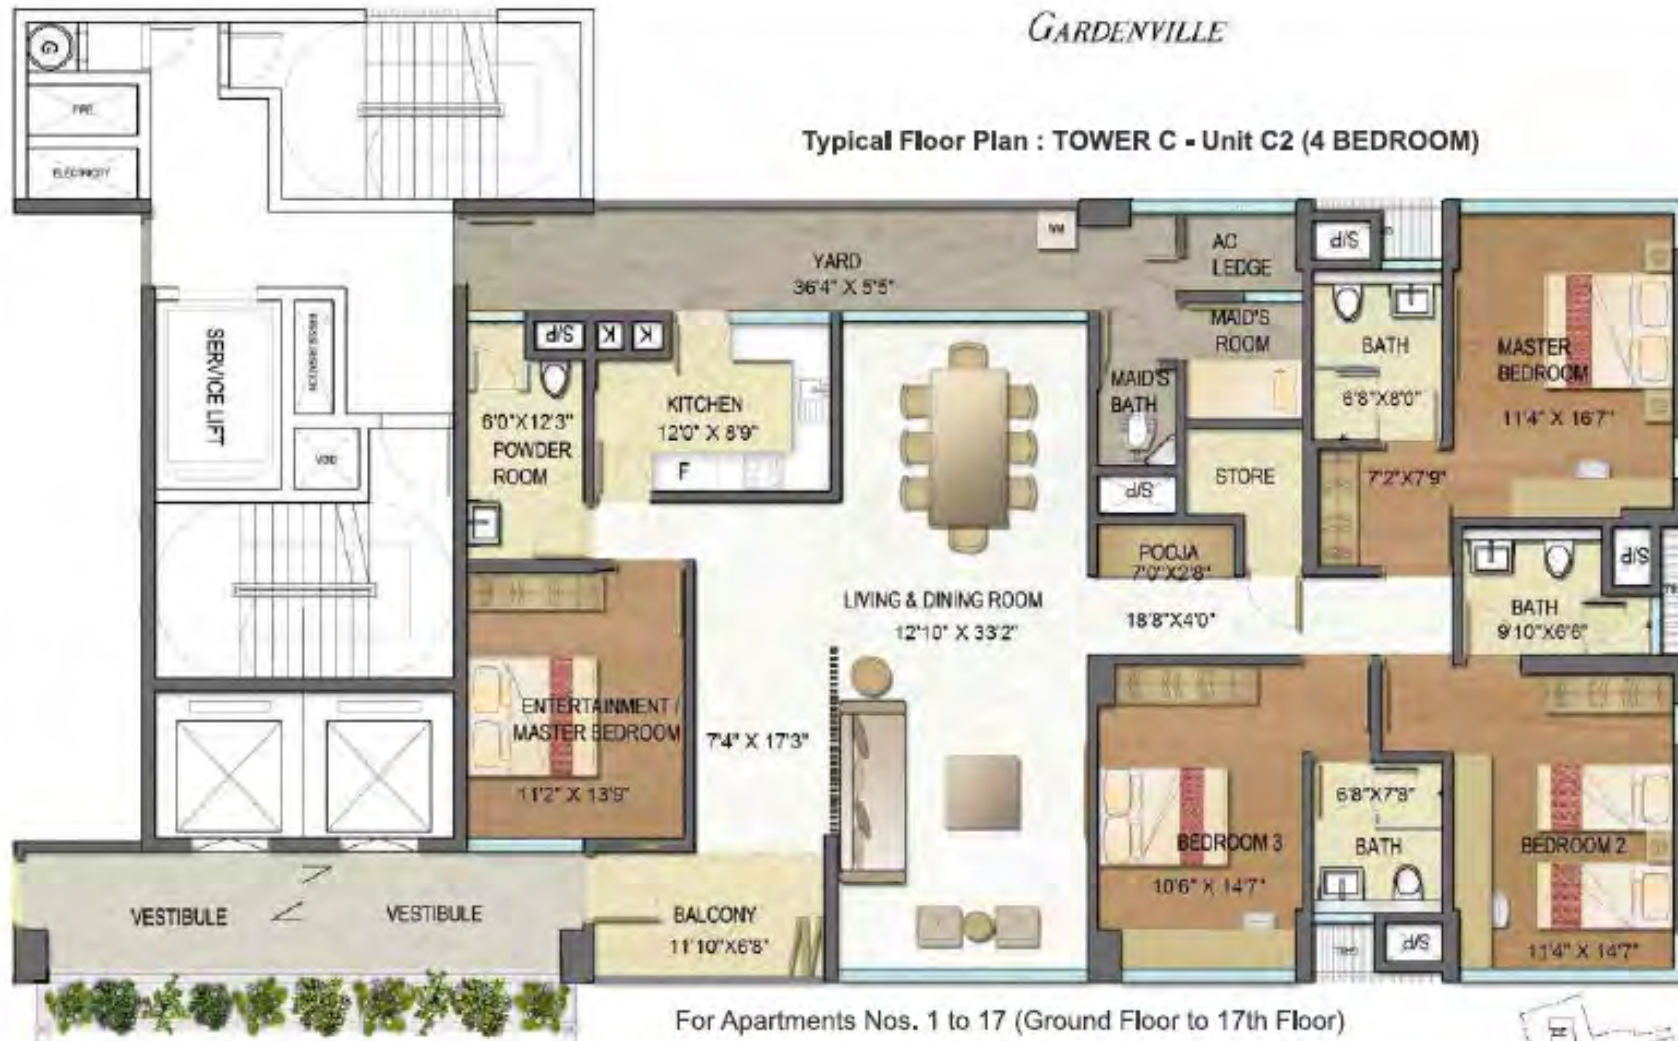 GARDENVILLE
Typical Floor Plan : TOWER C - Unit C2 (4 BEDROOM)
G
FIRE
ELECTRICITY
SERVICE LIFT
VOID
YARD
36'4" X 5'5"
WM
AC
LEDGE
MAID'S
ROOM
MAID'S
BATH
S/P
K
K
6'0"X12'3"
POWDER
ROOM
KITCHEN
12'0" X 8'9"
F
S/P
BATH
6'8"X8'0"
MASTER
BEDROOM
11'4" X 16'7"
7'2"X7'9"
STORE
S/P
POOJA
7'0"X2'8"
18'8"X4'0"
LIVING & DINING ROOM
12'10" X 33'2"
S/P
BATH
9'10"X6'6"
ENTERTAINMENT /
MASTER BEDROOM
11'2" X 13'9"
7'4" X 17'3"
BEDROOM 3
10'6" X 14'7"
6'8"X7'8"
BATH
BEDROOM 2
11'4" X 14'7"
S/P
VESTIBULE
VESTIBULE
BALCONY
11'10"X6'8"
For Apartments Nos. 1 to 17 (Ground Floor to 17th Floor)